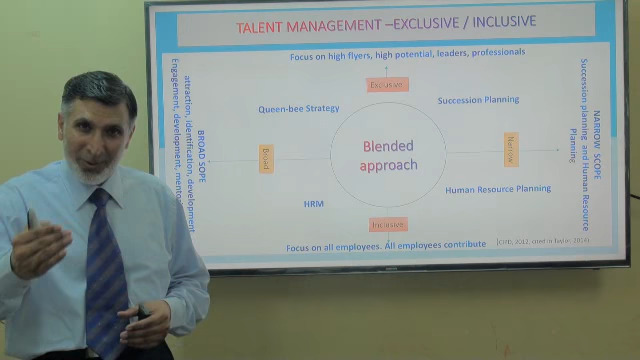 TALENT MANAGEMENT –EXCLUSIVE / INCLUSIVE
Focus on high flyers, high potential, leaders, professionals
Exclusive
Queen-bee Strategy
Succession Planning
BROAD SOPE
attraction, identification, development
Engagement, development,
Broad
Blended
approach
Narrow
NARROW SCOPE
Succession planning and Human Resource
Planning
HRM
Human Resource Planning
Inclusive
Focus on all employees. All employees contribute
(CIPD, 2012, cited in Taylor, 2014)